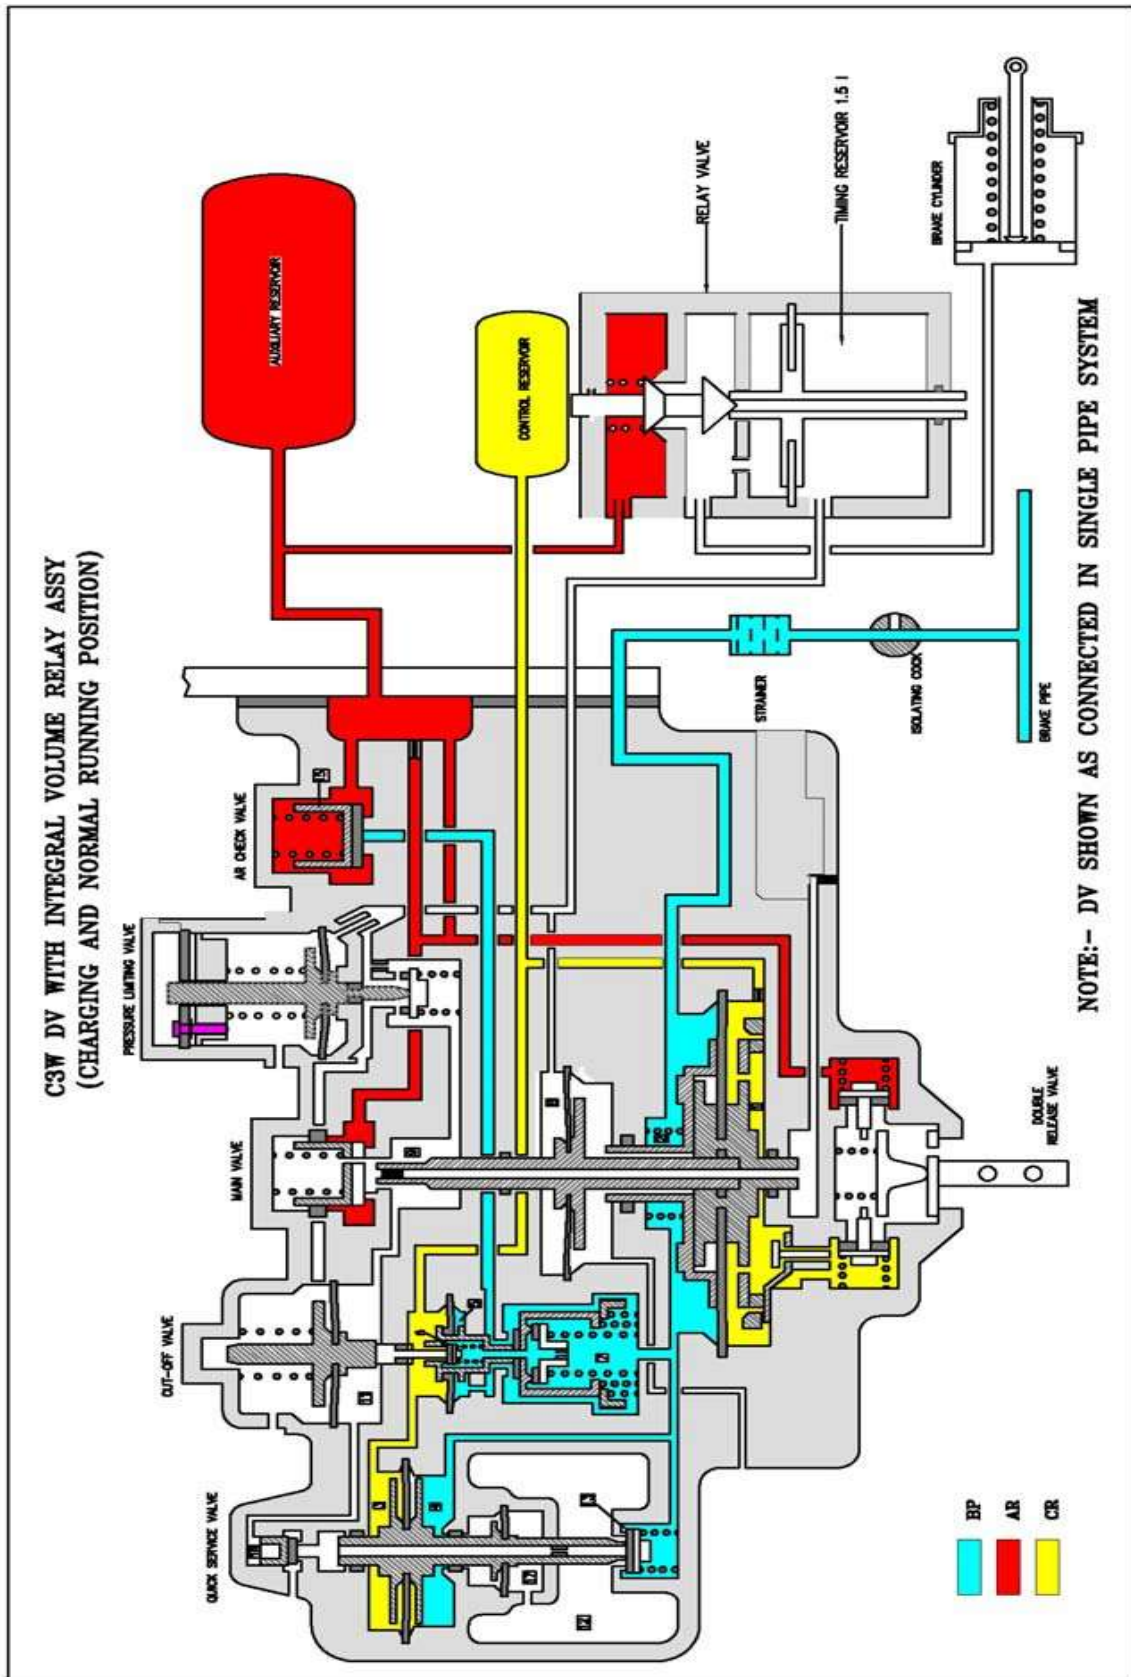 C3W DV WITH INTEGRAL VOLUME RELAY ASSY
(CHARGING AND NORMAL RUNNING POSITION)
QUICK SERVICE VALVE
CUT-OFF VALVE
MAIN VALVE
PRESSURE LIMITING VALVE
AR CHECK VALVE
AUXILIARY RESERVOIR
CONTROL RESERVOIR
RELAY VALVE
TIMING RESERVOIR 1.5 l
BRAKE CYLINDER
STRAINER
ISOLATING COCK
BRAKE PIPE
DOUBLE
RELEASE VALVE
BP
AR
CR
NOTE:- DV SHOWN AS CONNECTED IN SINGLE PIPE SYSTEM